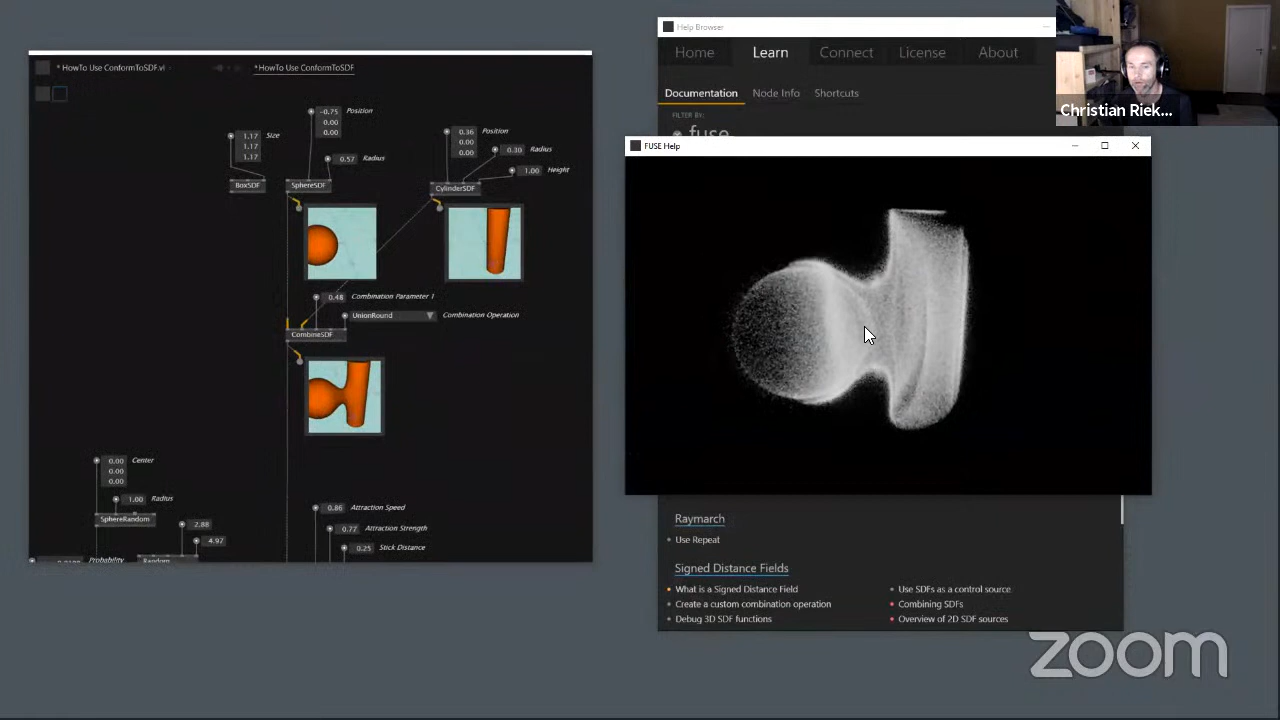 * HowTo Use ConformToSDF.vl
*HowTo Use ConformToSDF
-0.75
0.00
0.00
Position
1.17
1.17
1.17
Size
0.57
Radius
BoxSDF
SphereSDF
0.36
0.00
0.00
Position
0.30
Radius
1.00
Height
CylinderSDF
0.48
Combination Parameter 1
UnionRound
Combination Operation
CombineSDF
0.00
0.00
0.00
Center
1.00
Radius
SphereRandom
2.88
4.97
Probability
Random
0.86
Attraction Speed
0.77
Attraction Strength
0.25
Stick Distance
Help Browser
Home
Learn
Connect
License
About
Documentation
Node Info
Shortcuts
FILTER BY:
fuse
FUSE Help
Raymarch
Use Repeat
Signed Distance Fields
What is a Signed Distance Field
Create a custom combination operation
Debug 3D SDF functions
Use SDFs as a control source
Combining SDFs
Overview of 2D SDF sources
Christian Riek...
zoom